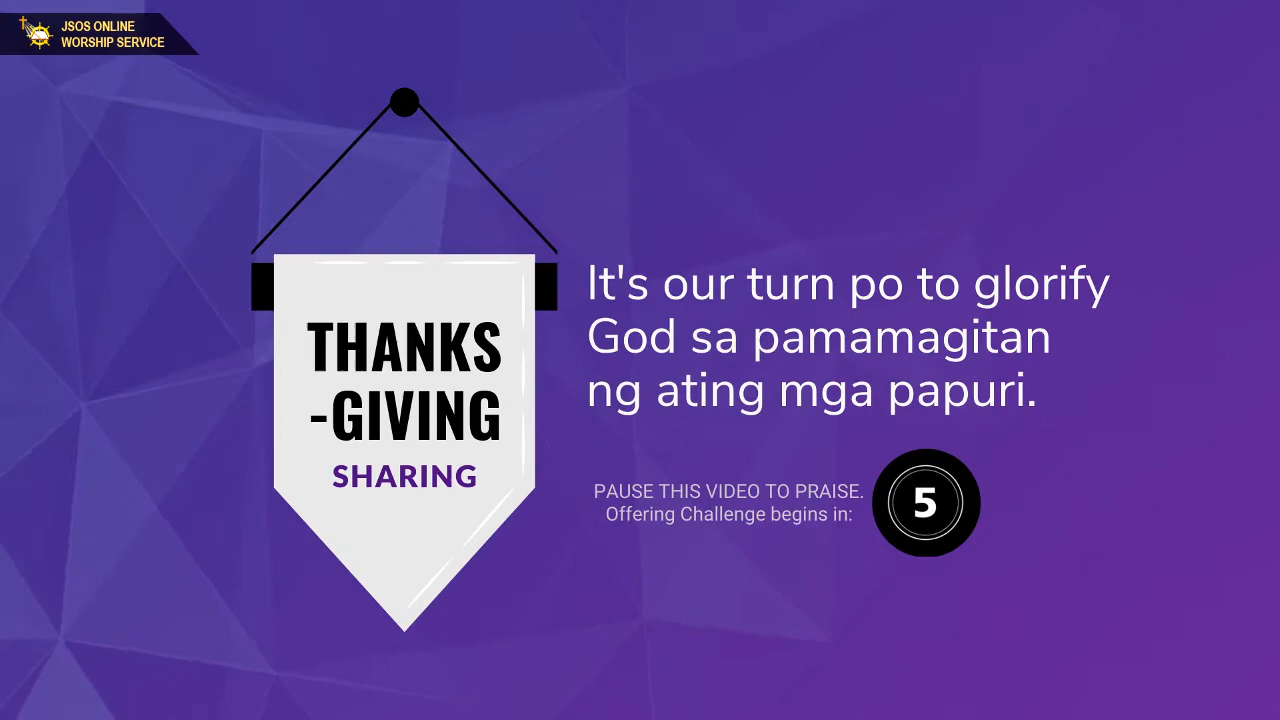 JSOS ONLINE
WORSHIP SERVICE
THANKS
-GIVING
SHARING
It's our turn po to glorify
God sa pamamagitan
ng ating mga papuri.
PAUSE THIS VIDEO TO PRAISE.
Offering Challenge begins in:
5